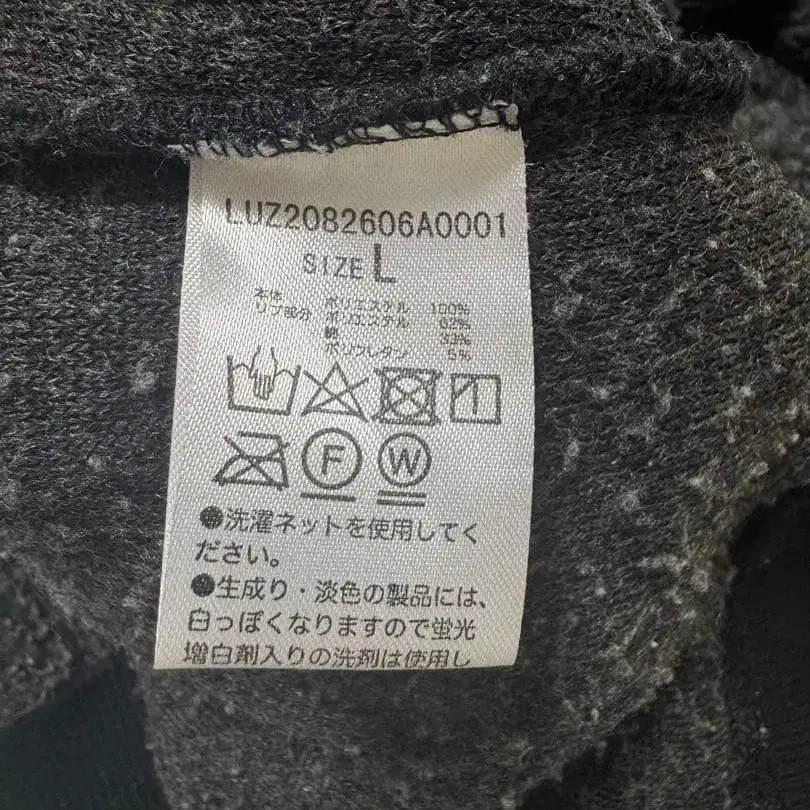 LUZ2082606A0001
SIZE L
本体 ポリエステル 100%
リブ部分 ポリエステル 62%
綿 33%
ポリウレタン 5%
F W
●洗濯ネットを使用してく
ださい。
●生成り・淡色の製品には、
白っぽくなりますので蛍光
増白剤入りの洗剤は使用し